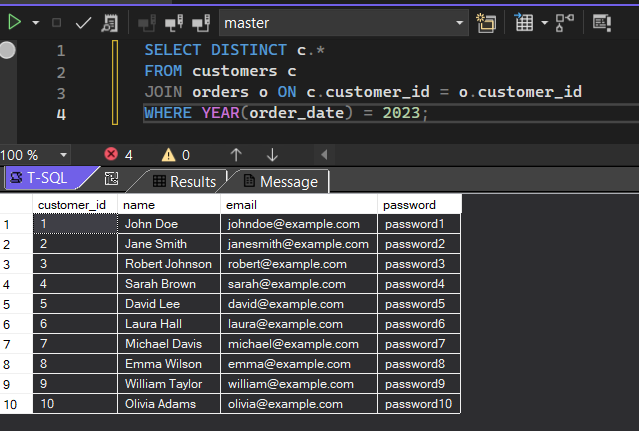 master
1 SELECT DISTINCT c.*
2 FROM customers c
3 JOIN orders o ON c.customer_id = o.customer_id
4 WHERE YEAR(order_date) = 2023;
100 % 4 0
T-SQL Results Message
customer_id name email password
1 1 John Doe johndoe@example.com password1
2 2 Jane Smith janesmith@example.com password2
3 3 Robert Johnson robert@example.com password3
4 4 Sarah Brown sarah@example.com password4
5 5 David Lee david@example.com password5
6 6 Laura Hall laura@example.com password6
7 7 Michael Davis michael@example.com password7
8 8 Emma Wilson emma@example.com password8
9 9 William Taylor william@example.com password9
10 10 Olivia Adams olivia@example.com password10